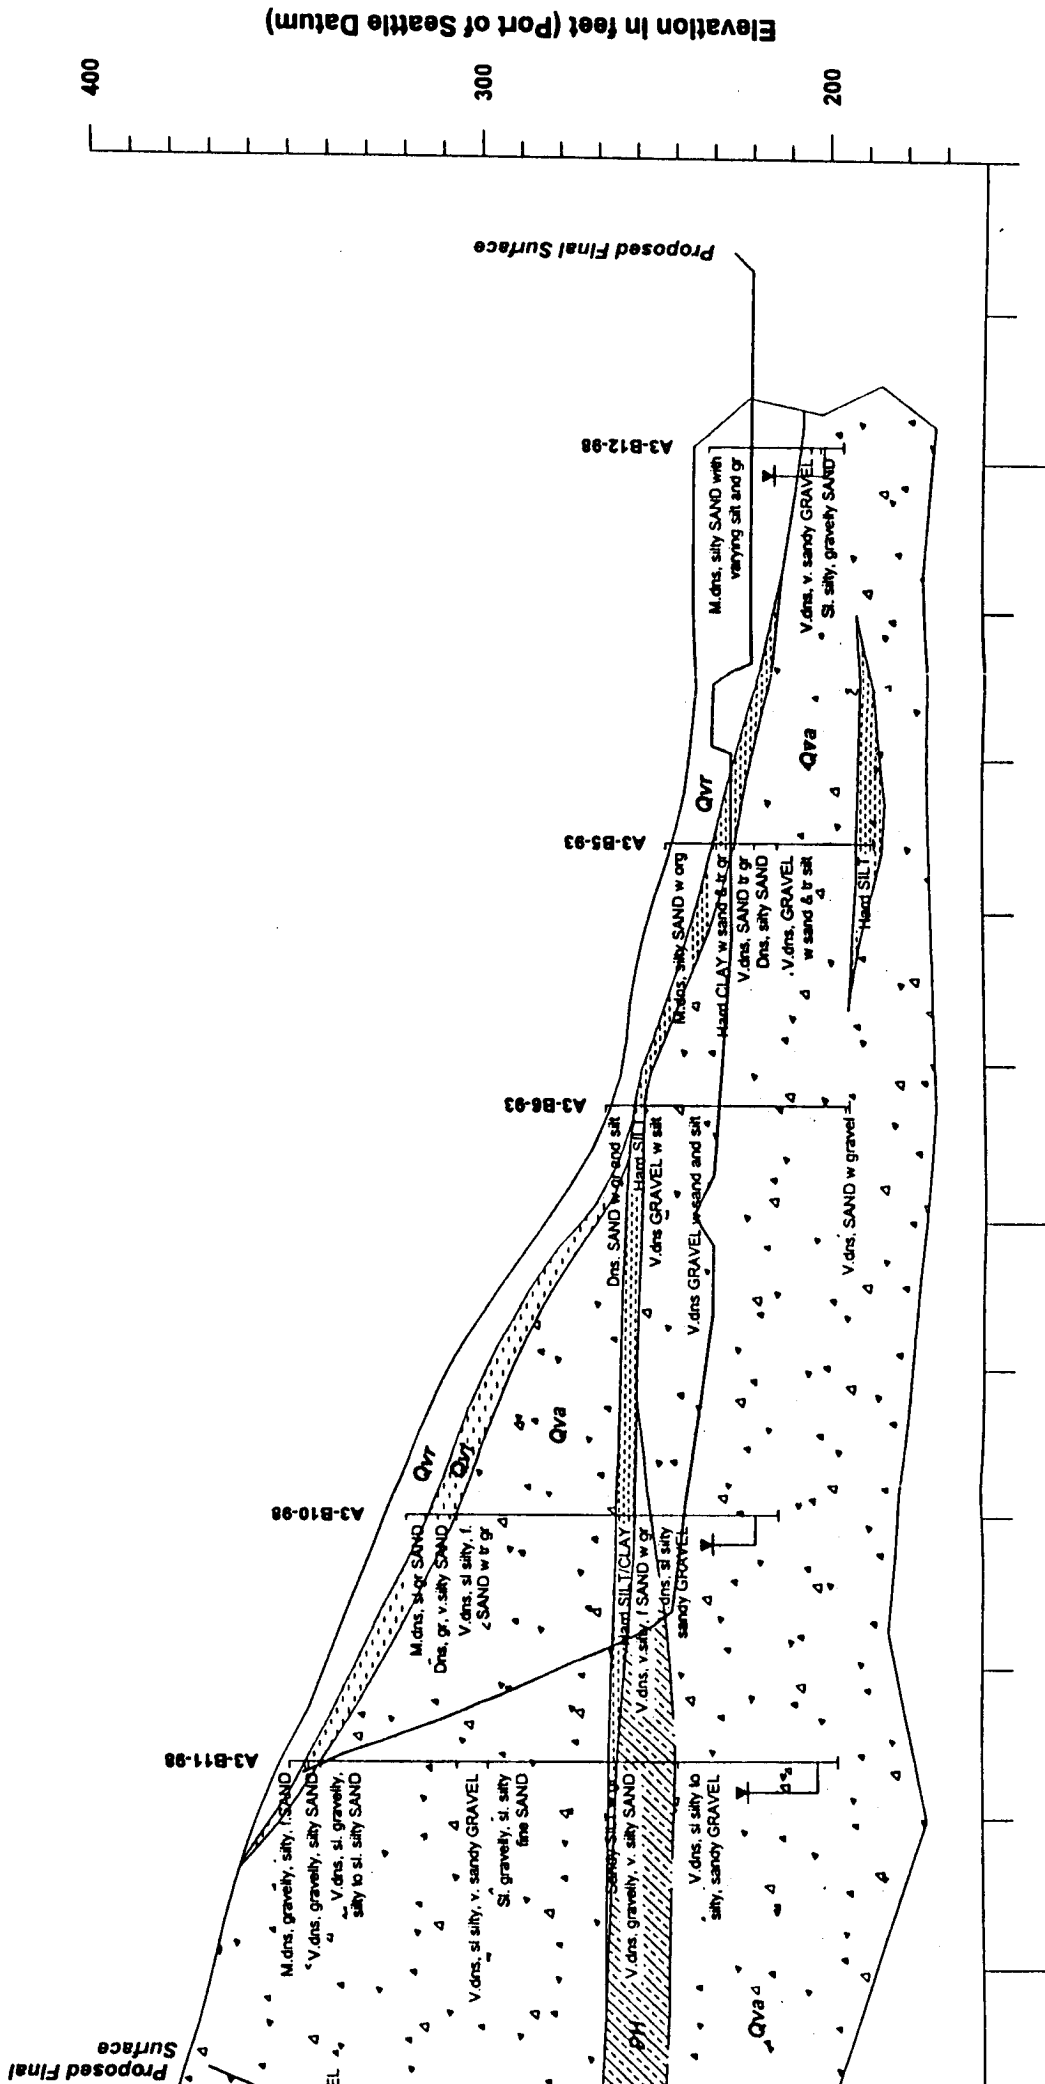 Elevation in feet (Port of Seattle Datum)
400
300
200
Proposed Final Surface
A3-B12-98
M.dns, silty SAND with
varying silt and gr
V.dns, v. sandy GRAVEL
Sl. silty, gravelly SAND
Qvr
Qva
A3-B5-93
M.dns, silty SAND w org
Hard CLAY w sand & tr gr
V.dns, SAND tr gr
Dns, silty SAND
V.dns, GRAVEL
w sand & tr silt
Hard SILT
A3-B6-93
Dns, SAND w gr and silt
Hard SILT
V.dns GRAVEL w silt
V.dns GRAVEL w sand and silt
V.dns, SAND w gravel
Qvr
Qvt
Qva
A3-B10-98
M.dns, sl gr SAND
Dns, gr, v.silty SAND
V.dns, sl silty, f.
SAND w tr gr
Hard SILT/CLAY
V.dns, v.silty, f SAND w gr
V.dns, sl silty
sandy GRAVEL
A3-B11-98
M.dns, gravelly, silty, f.SAND
V.dns, gravelly, silty SAND
V.dns, sl. gravelly,
silty to sl. silty SAND
V.dns, sl silty, v. sandy GRAVEL
Sl. gravelly, sl. silty
fine SAND
Sandy SILT w gr
V.dns, gravelly, v. silty SAND
V.dns, sl silty to
silty, sandy GRAVEL
Qva
Proposed Final
Surface